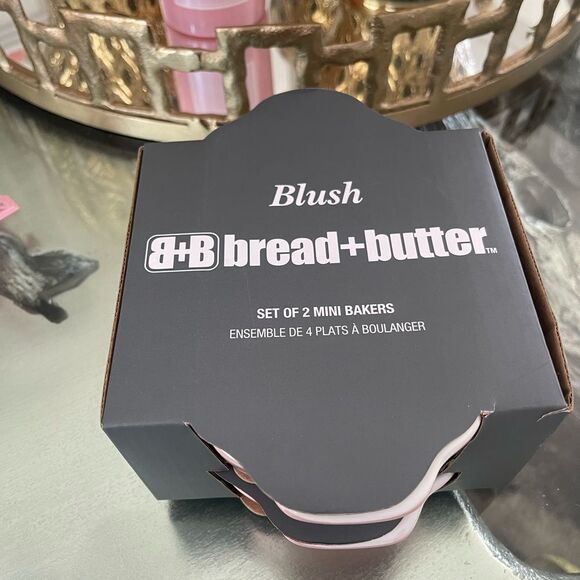 Blush
B+B bread+butter™
SET OF 2 MINI BAKERS
ENSEMBLE DE 4 PLATS À BOULANGER